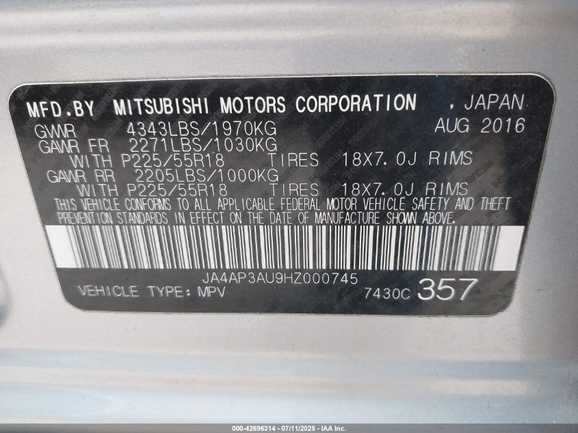 MFD.BY MITSUBISHI MOTORS CORPORATION , JAPAN
GVWR 4343LBS/1970KG AUG 2016
GAWR FR 2271LBS/1030KG
WITH P225/55R18 TIRES 18X7.0J RIMS
GAWR RR 2205LBS/1000KG
WITH P225/55R18 TIRES 18X7.0J RIMS
THIS VEHICLE CONFORMS TO ALL APPLICABLE FEDERAL MOTOR VEHICLE SAFETY AND THEFT
PREVENTION STANDARDS IN EFFECT ON THE DATE OF MANUFACTURE SHOWN ABOVE.
JA4AP3AU9HZ000745
VEHICLE TYPE: MPV 7430C 357
000-42696214 - 07/11/2025 - IAA Inc.